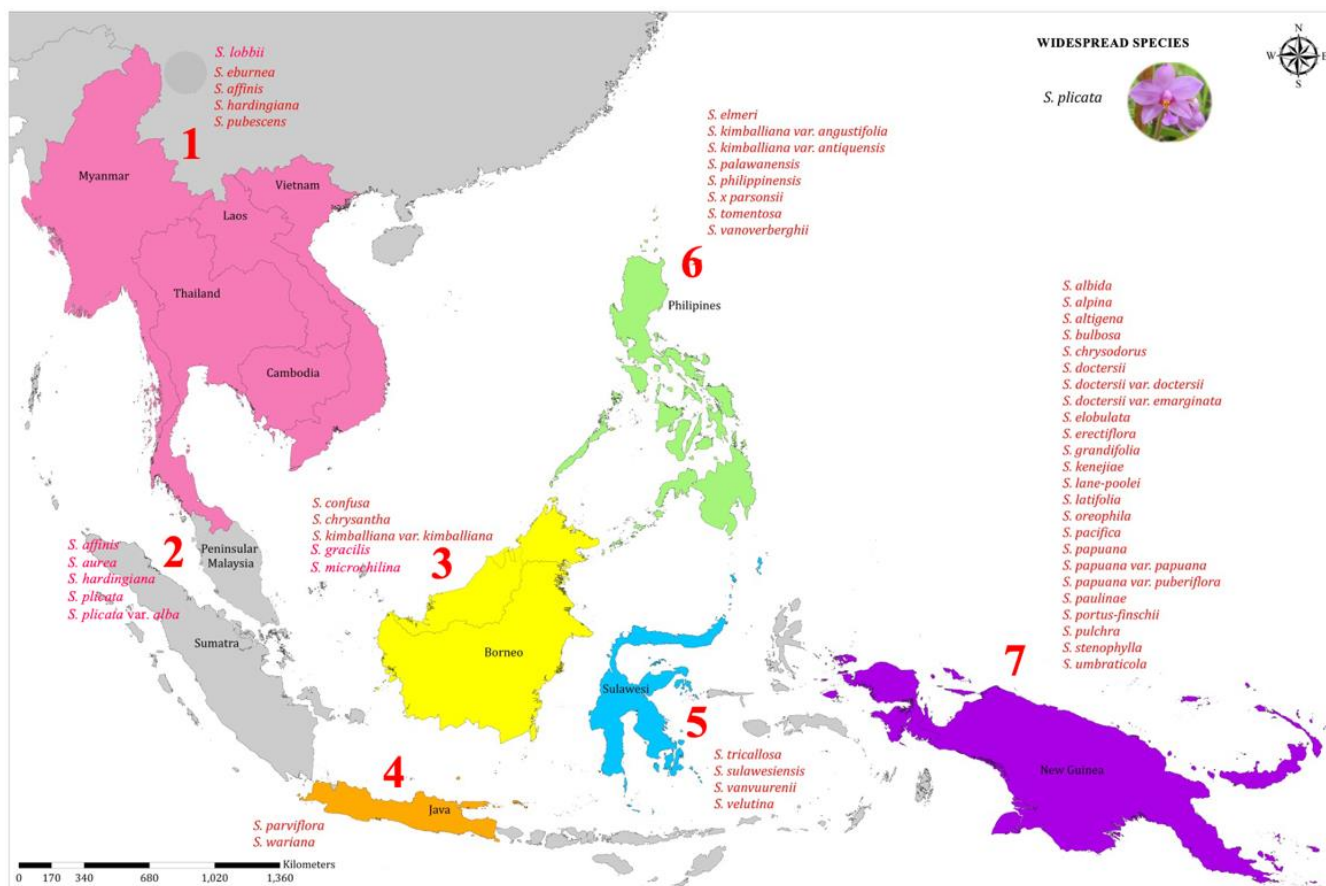 WIDESPREAD SPECIES
S. plicata
N
W
E
S
S. lobbii
S. eburnea
S. affinis
S. hardingiana
S. pubescens
1
Myanmar
Vietnam
Laos
Thailand
Cambodia
S. elmeri
S. kimballiana var. angustifolia
S. kimballiana var. antiquensis
S. palawanensis
S. philippinensis
S. x parsonsii
S. tomentosa
S. vanoverberghii
6
Philipines
S. albida
S. alpina
S. altigena
S. bulbosa
S. chrysodorus
S. doctersii
S. doctersii var. doctersii
S. doctersii var. emarginata
S. elobulata
S. erectiflora
S. grandifolia
S. kenejiae
S. lane-poolei
S. latifolia
S. oreophila
S. pacifica
S. papuana
S. papuana var. papuana
S. papuana var. puberiflora
S. paulinae
S. portus-finschii
S. pulchra
S. stenophylla
S. umbraticola
7
New Guinea
S. affinis
S. aurea
S. hardingiana
S. plicata
S. plicata var. alba
2
Peninsular
Malaysia
Sumatra
S. confusa
S. chrysantha
S. kimballiana var. kimballiana
S. gracilis
S. microchilina
3
Borneo
Sulawesi
5
S. tricallosa
S. sulawesiensis
S. vanvuurenii
S. velutina
4
Java
S. parviflora
S. wariana
Kilometers
0 170 340 680 1,020 1,360